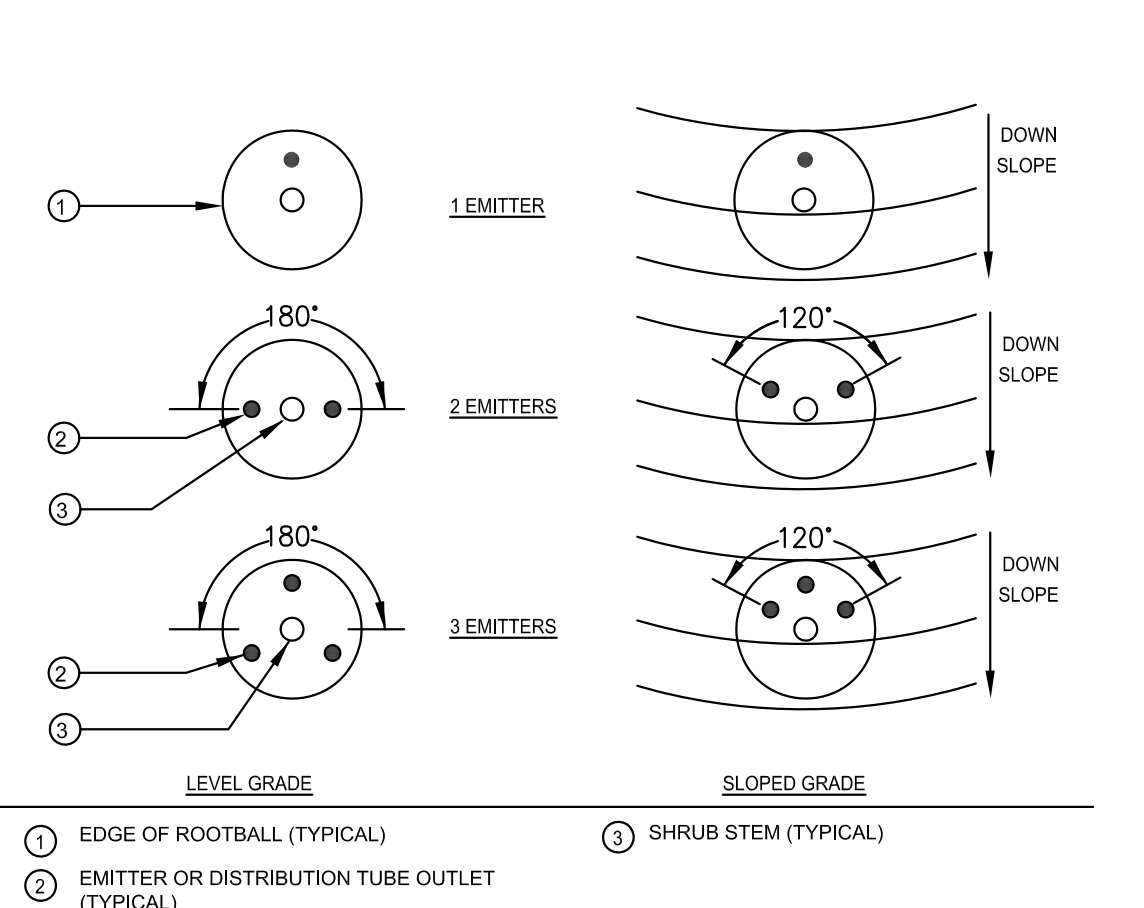 DOWN
SLOPE
1
1 EMITTER
180°
120°
DOWN
SLOPE
2 EMITTERS
2
3
180°
120°
DOWN
SLOPE
3 EMITTERS
2
3
LEVEL GRADE
SLOPED GRADE
1 EDGE OF ROOTBALL (TYPICAL)
3 SHRUB STEM (TYPICAL)
2 EMITTER OR DISTRIBUTION TUBE OUTLET
(TYPICAL)